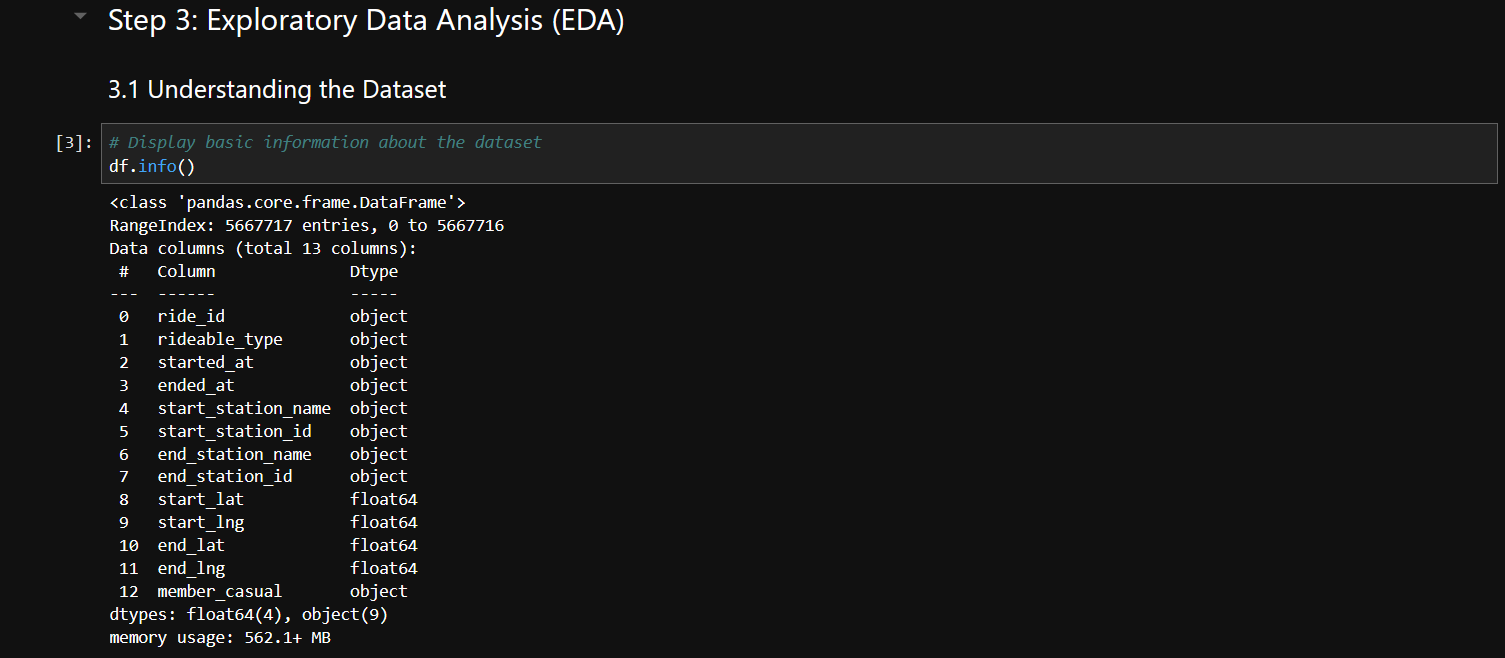 Step 3: Exploratory Data Analysis (EDA)
3.1 Understanding the Dataset
[3]: # Display basic information about the dataset
df.info()
<class 'pandas.core.frame.DataFrame'>
RangeIndex: 5667717 entries, 0 to 5667716
Data columns (total 13 columns):
 #   Column              Dtype
---  ------              -----
 0   ride_id             object
 1   rideable_type       object
 2   started_at          object
 3   ended_at            object
 4   start_station_name  object
 5   start_station_id    object
 6   end_station_name    object
 7   end_station_id      object
 8   start_lat           float64
 9   start_lng           float64
 10  end_lat             float64
 11  end_lng             float64
 12  member_casual       object
dtypes: float64(4), object(9)
memory usage: 562.1+ MB